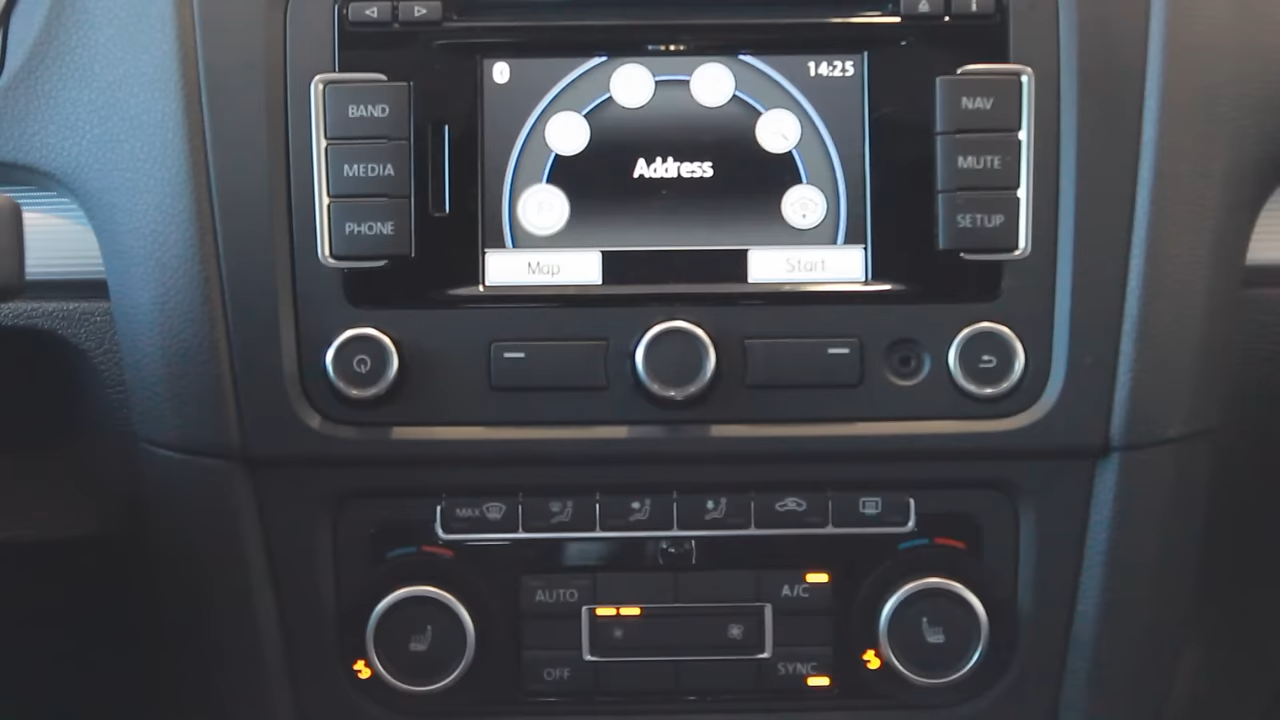 14:25
BAND
NAV
MEDIA
Address
MUTE
PHONE
SETUP
Map
Start
MAX
AUTO
A/C
OFF
SYNC